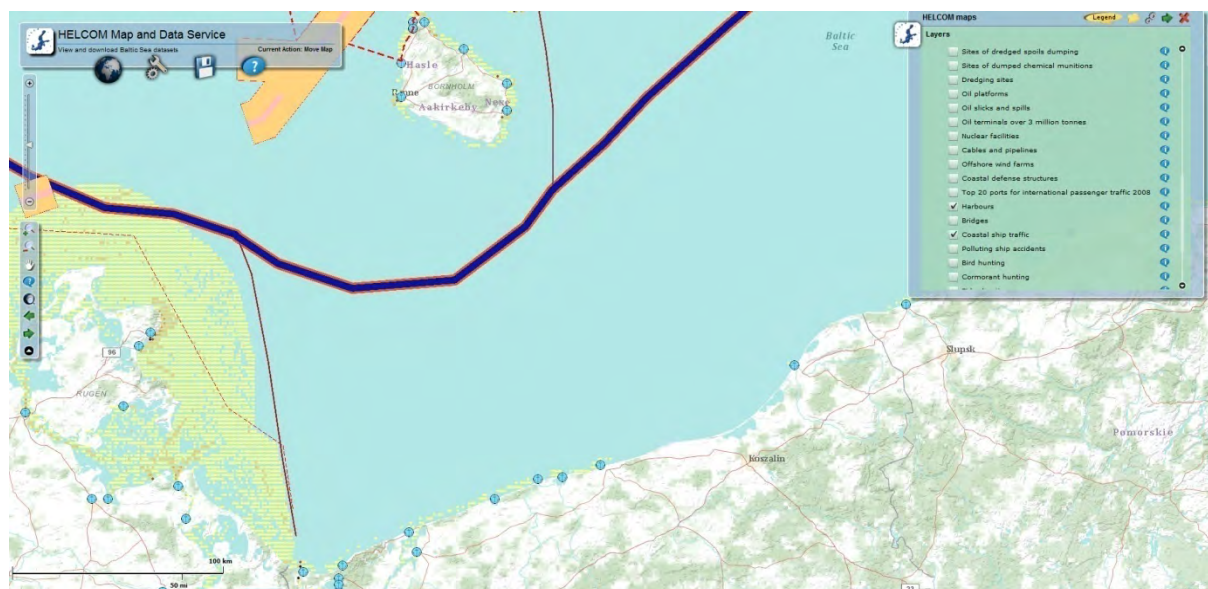 HELCOM Map and Data Service
View and download Baltic Sea datasets
Current Action: Move Map
HELCOM maps
Legend
Layers
Sites of dredged spoils dumping
Sites of dumped chemical munitions
Dredging sites
Oil platforms
Oil slicks and spills
Oil terminals over 3 million tonnes
Nuclear facilities
Cables and pipelines
Offshore wind farms
Coastal defense structures
Top 20 ports for international passenger traffic 2008
Harbours
Bridges
Coastal ship traffic
Polluting ship accidents
Bird hunting
Cormorant hunting
Baltic
Sea
Hasle
BORNHOLM
Aakirkeby
96
RUGEN
Slupsk
Pomorskie
Koszalin
100 km
50 mi
22